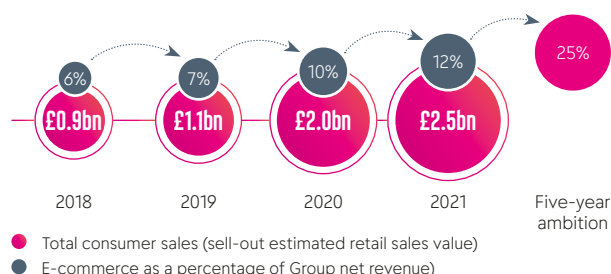 6%
7%
10%
12%
25%
£0.9bn
£1.1bn
£2.0bn
£2.5bn
2018
2019
2020
2021
Five-year
ambition
Total consumer sales (sell-out estimated retail sales value)
E-commerce as a percentage of Group net revenue)